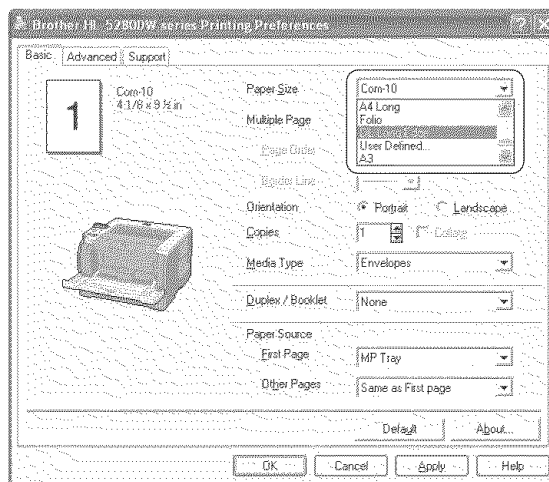 Brother HL-5280DW series Printing Preferences
Basic Advanced Support
1
Com-10
4 1/8 x 9 ½ in
Paper Size
Com-10
A4 Long
Folio
User Defined...
A3
Multiple Page
Page Order
Border Line
Orientation
Portrait Landscape
Copies
1
Collate
Media Type
Envelopes
Duplex / Booklet
None
Paper Source
First Page
MP Tray
Other Pages
Same as First page
Default About...
OK Cancel Apply Help